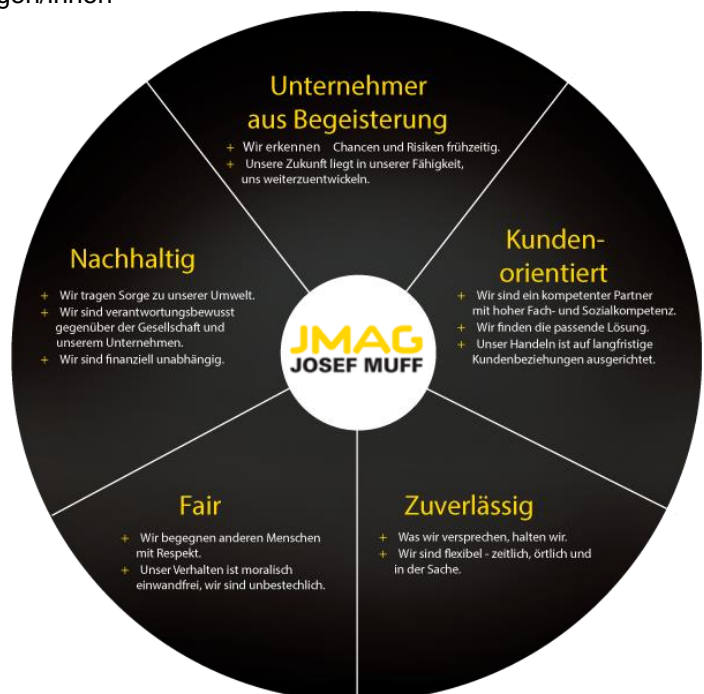 Unternehmer
aus Begeisterung
+ Wir erkennen Chancen und Risiken frühzeitig.
+ Unsere Zukunft liegt in unserer Fähigkeit,
uns weiterzuentwickeln.
Kunden-
orientiert
+ Wir sind ein kompetenter Partner
mit hoher Fach- und Sozialkompetenz.
+ Wir finden die passende Lösung.
+ Unser Handeln ist auf langfristige
Kundenbeziehungen ausgerichtet.
Nachhaltig
+ Wir tragen Sorge zu unserer Umwelt.
+ Wir sind verantwortungsbewusst
gegenüber der Gesellschaft und
unserem Unternehmen.
+ Wir sind finanziell unabhängig.
JMAG
JOSEF MUFF
Fair
+ Wir begegnen anderen Menschen
mit Respekt.
+ Unser Verhalten ist moralisch
einwandfrei, wir sind unbestechlich.
Zuverlässig
+ Was wir versprechen, halten wir.
+ Wir sind flexibel - zeitlich, örtlich und
in der Sache.